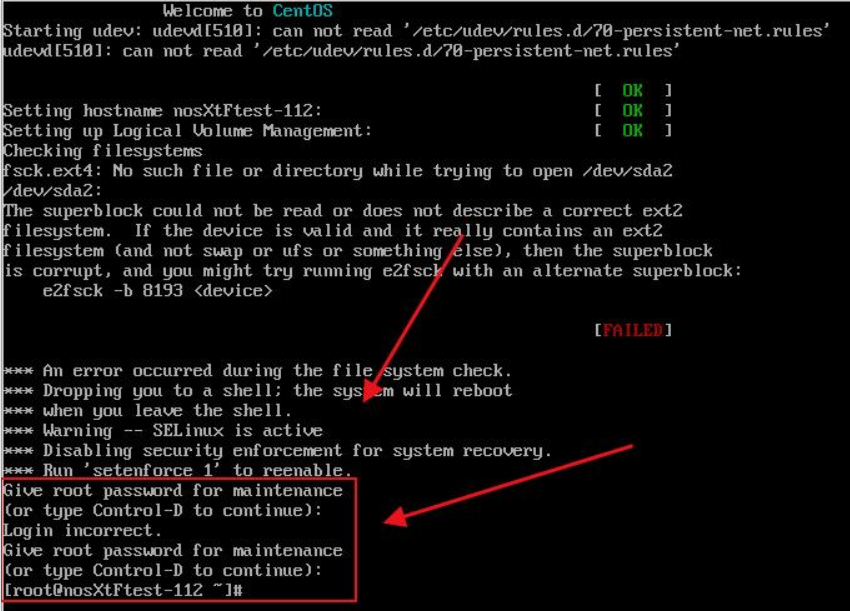 Welcome to CentOS
Starting udev: udevd[510]: can not read '/etc/udev/rules.d/70-persistent-net.rules'
udevd[510]: can not read '/etc/udev/rules.d/70-persistent-net.rules'
[ OK ]
Setting hostname nosXtFtest-112: [ OK ]
Setting up Logical Volume Management: [ OK ]
Checking filesystems
fsck.ext4: No such file or directory while trying to open /dev/sda2
/dev/sda2:
The superblock could not be read or does not describe a correct ext2
filesystem. If the device is valid and it really contains an ext2
filesystem (and not swap or ufs or something else), then the superblock
is corrupt, and you might try running e2fsck with an alternate superblock:
e2fsck -b 8193 <device>
[FAILED]
*** An error occurred during the file system check.
*** Dropping you to a shell; the system will reboot
*** when you leave the shell.
*** Warning -- SELinux is active
*** Disabling security enforcement for system recovery.
*** Run 'setenforce 1' to reenable.
Give root password for maintenance
(or type Control-D to continue):
Login incorrect.
Give root password for maintenance
(or type Control-D to continue):
[root@nosXtFtest-112 ~]#